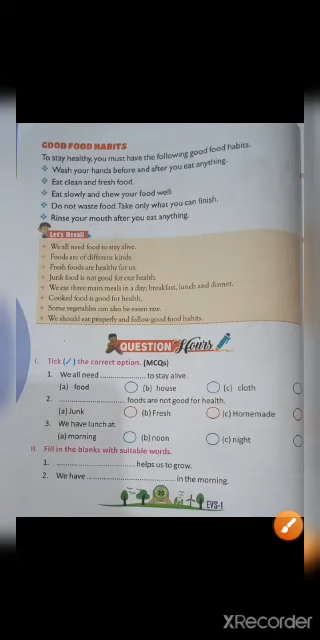 GOOD FOOD HABITS
To stay healthy, you must have the following good food habits.
Wash your hands before and after you eat anything.
Eat clean and fresh food.
Eat slowly and chew your food well.
Do not waste food. Take only what you can finish.
Rinse your mouth after you eat anything.
Let's Recall
We all need food to stay alive.
Foods are of different kinds.
Fresh foods are healthy for us.
Junk food is not good for our health.
We eat three main meals in a day; breakfast, lunch and dinner.
Cooked food is good for health.
Some vegetables can also be eaten raw.
We should eat properly and follow good food habits.
QUESTION Hours
I. Tick (✓) the correct option. (MCQs)
1. We all need .................... to stay alive.
(a) food (b) house (c) cloth
2. .............................. foods are not good for health.
(a) Junk (b) Fresh (c) Homemade
3. We have lunch at.
(a) morning (b) noon (c) night
II. Fill in the blanks with suitable words.
1. .............................. helps us to grow.
2. We have .............................. in the morning.
20
EVS-1
XRecorder